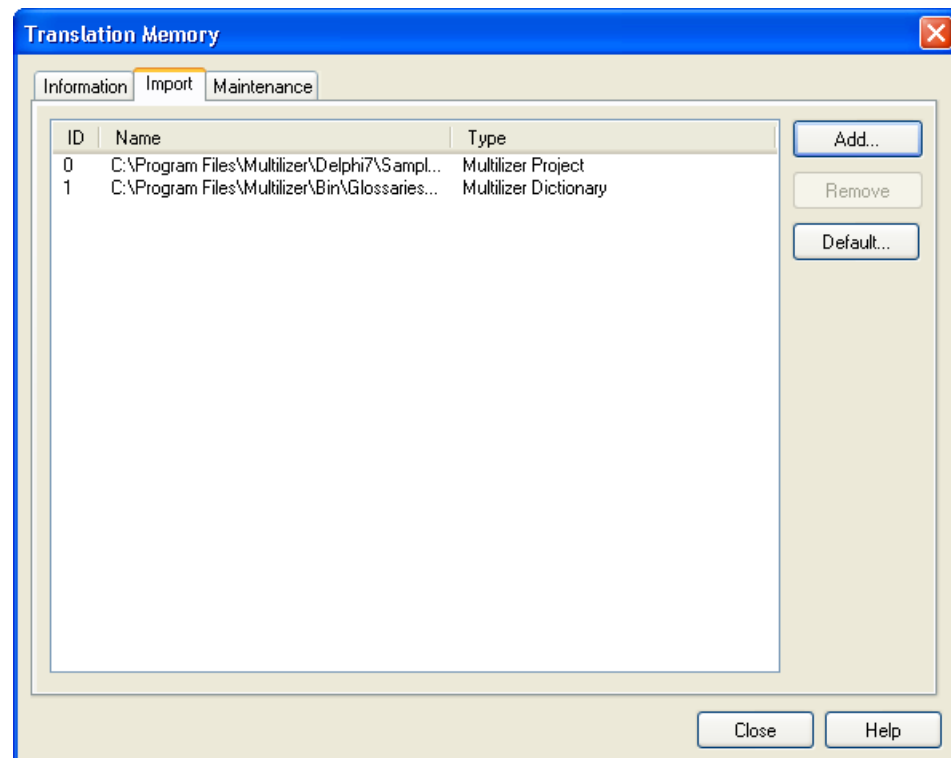 Translation Memory
Information Import Maintenance
ID Name Type
0 C:\Program Files\Multilizer\Delphi7\Sampl... Multilizer Project
1 C:\Program Files\Multilizer\Bin\Glossaries... Multilizer Dictionary
Add...
Remove
Default...
Close Help